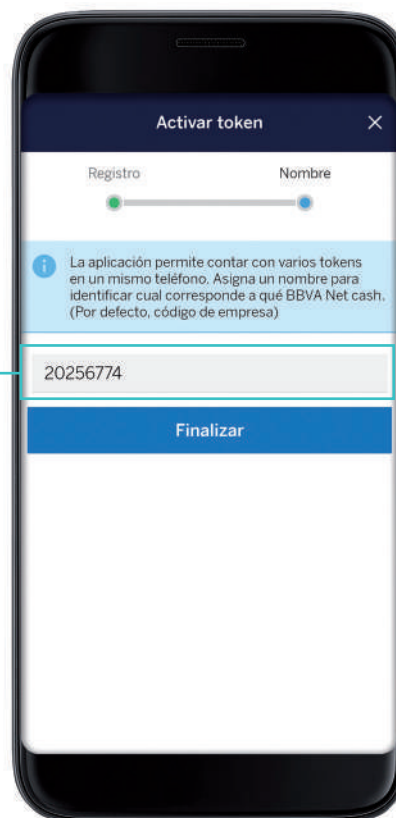 Activar token
Registro
Nombre
La aplicación permite contar con varios tokens
en un mismo teléfono. Asigna un nombre para
identificar cual corresponde a qué BBVA Net cash.
(Por defecto, código de empresa)
20256774
Finalizar